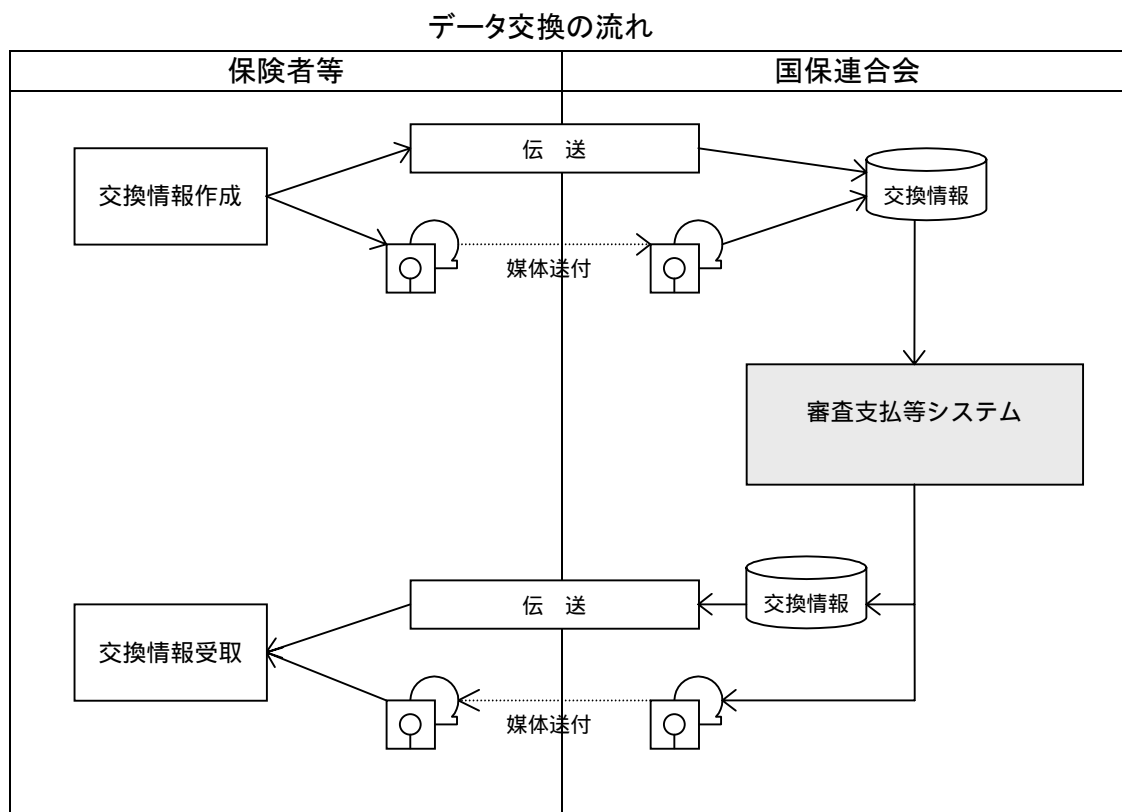 データ交換の流れ
保険者等
国保連合会
伝　送
交換情報作成
交換情報
媒体送付
審査支払等システム
伝　送
交換情報
交換情報受取
媒体送付